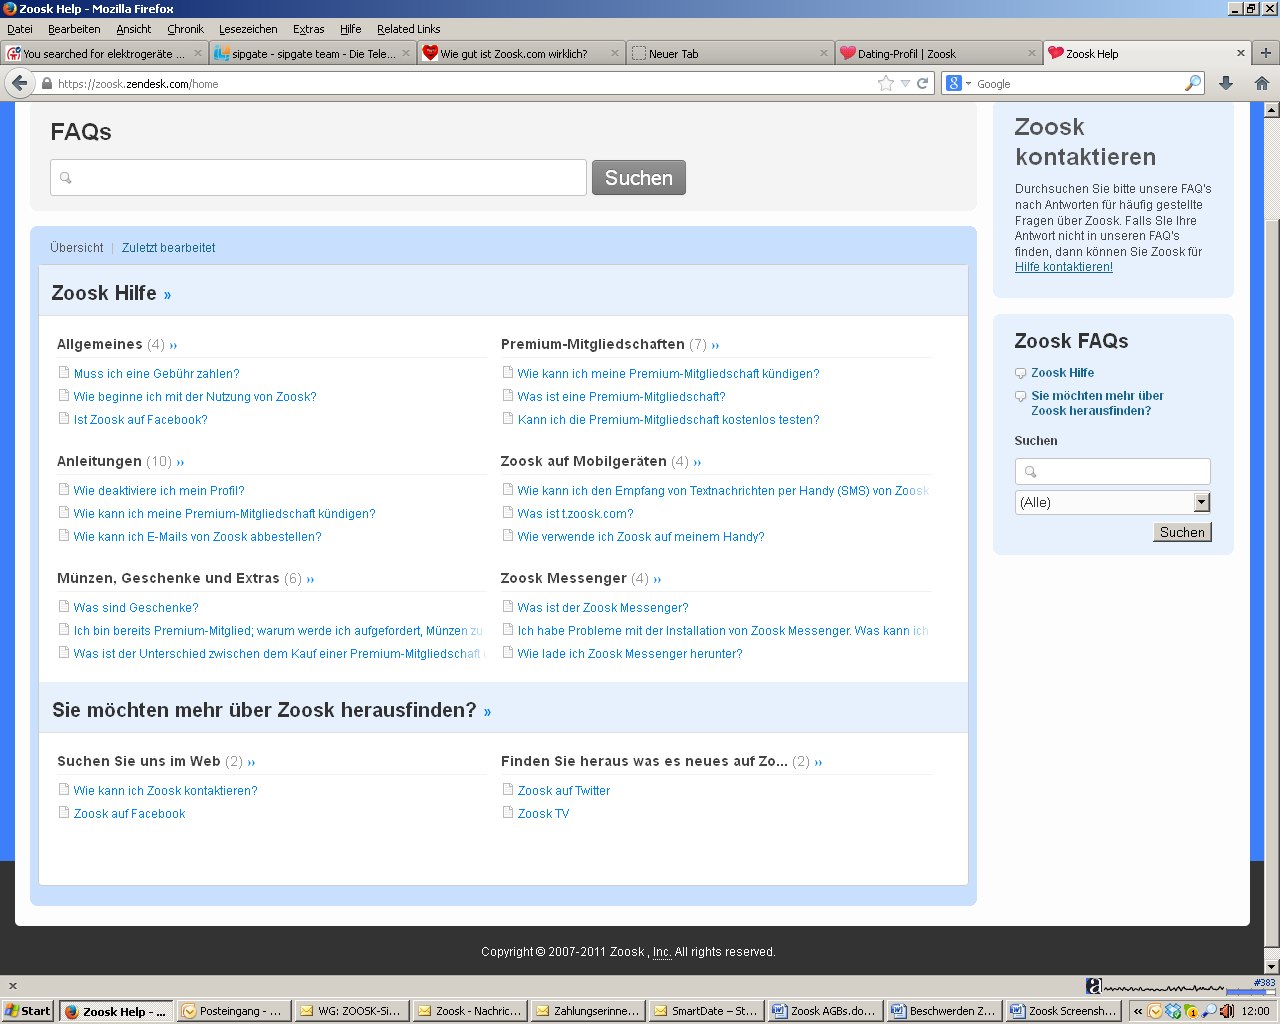 Zoosk Help - Mozilla Firefox
Datei Bearbeiten Ansicht Chronik Lesezeichen Extras Hilfe Related Links
You searched for elektrogeräte ... sipgate - sipgate team - Die Tele... Wie gut ist Zoosk.com wirklich? Neuer Tab Dating-Profil | Zoosk Zoosk Help
https://zoosk.zendesk.com/home Google
FAQs
Suchen
Übersicht | Zuletzt bearbeitet
Zoosk Hilfe »
Allgemeines (4) ››
Muss ich eine Gebühr zahlen?
Wie beginne ich mit der Nutzung von Zoosk?
Ist Zoosk auf Facebook?
Premium-Mitgliedschaften (7) ››
Wie kann ich meine Premium-Mitgliedschaft kündigen?
Was ist eine Premium-Mitgliedschaft?
Kann ich die Premium-Mitgliedschaft kostenlos testen?
Anleitungen (10) ››
Wie deaktiviere ich mein Profil?
Wie kann ich meine Premium-Mitgliedschaft kündigen?
Wie kann ich E-Mails von Zoosk abbestellen?
Zoosk auf Mobilgeräten (4) ››
Wie kann ich den Empfang von Textnachrichten per Handy (SMS) von Zoosk
Was ist t.zoosk.com?
Wie verwende ich Zoosk auf meinem Handy?
Münzen, Geschenke und Extras (6) ››
Was sind Geschenke?
Ich bin bereits Premium-Mitglied; warum werde ich aufgefordert, Münzen zu
Was ist der Unterschied zwischen dem Kauf einer Premium-Mitgliedschaft
Zoosk Messenger (4) ››
Was ist der Zoosk Messenger?
Ich habe Probleme mit der Installation von Zoosk Messenger. Was kann ich
Wie lade ich Zoosk Messenger herunter?
Sie möchten mehr über Zoosk herausfinden? »
Suchen Sie uns im Web (2) ››
Wie kann ich Zoosk kontaktieren?
Zoosk auf Facebook
Finden Sie heraus was es neues auf Zo... (2) ››
Zoosk auf Twitter
Zoosk TV
Zoosk
kontaktieren
Durchsuchen Sie bitte unsere FAQ's
nach Antworten für häufig gestellte
Fragen über Zoosk. Falls SIe Ihre
Antwort nicht in unseren FAQ's
finden, dann können Sie Zoosk für
Hilfe kontaktieren!
Zoosk FAQs
Zoosk Hilfe
Sie möchten mehr über
Zoosk herausfinden?
Suchen
(Alle)
Suchen
Copyright © 2007-2011 Zoosk , Inc. All rights reserved.
a #383
Start Zoosk Help - ... Posteingang - ... WG: ZOOSK-Si... Zoosk - Nachric... Zahlungserinne... SmartDate – St... Zoosk AGBs.do... Beschwerden Z... Zoosk Screensh... « 12:00